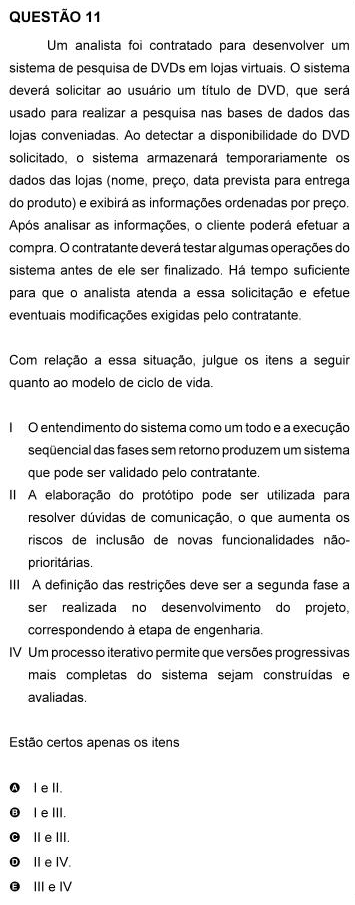 QUESTÃO 11
Um analista foi contratado para desenvolver um
sistema de pesquisa de DVDs em lojas virtuais. O sistema
deverá solicitar ao usuário um título de DVD, que será
usado para realizar a pesquisa nas bases de dados das
lojas conveniadas. Ao detectar a disponibilidade do DVD
solicitado, o sistema armazenará temporariamente os
dados das lojas (nome, preço, data prevista para entrega
do produto) e exibirá as informações ordenadas por preço.
Após analisar as informações, o cliente poderá efetuar a
compra. O contratante deverá testar algumas operações do
sistema antes de ele ser finalizado. Há tempo suficiente
para que o analista atenda a essa solicitação e efetue
eventuais modificações exigidas pelo contratante.
Com relação a essa situação, julgue os itens a seguir
quanto ao modelo de ciclo de vida.
I O entendimento do sistema como um todo e a execução
seqüencial das fases sem retorno produzem um sistema
que pode ser validado pelo contratante.
II A elaboração do protótipo pode ser utilizada para
resolver dúvidas de comunicação, o que aumenta os
riscos de inclusão de novas funcionalidades não-
prioritárias.
III A definição das restrições deve ser a segunda fase a
ser realizada no desenvolvimento do projeto,
correspondendo à etapa de engenharia.
IV Um processo iterativo permite que versões progressivas
mais completas do sistema sejam construídas e
avaliadas.
Estão certos apenas os itens
A I e II.
B I e III.
C II e III.
D II e IV.
E III e IV